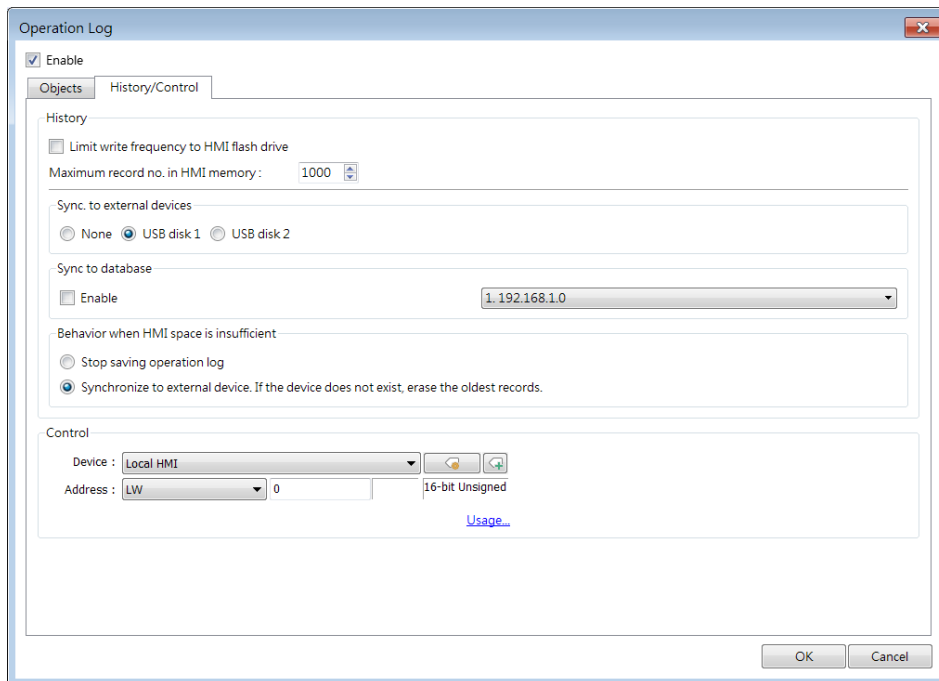 Operation Log
Enable
Objects History/Control
History
Limit write frequency to HMI flash drive
Maximum record no. in HMI memory : 1000
Sync. to external devices
None USB disk 1 USB disk 2
Sync to database
Enable 1. 192.168.1.0
Behavior when HMI space is insufficient
Stop saving operation log
Synchronize to external device. If the device does not exist, erase the oldest records.
Control
Device : Local HMI
Address : LW 0 16-bit Unsigned
Usage...
OK Cancel